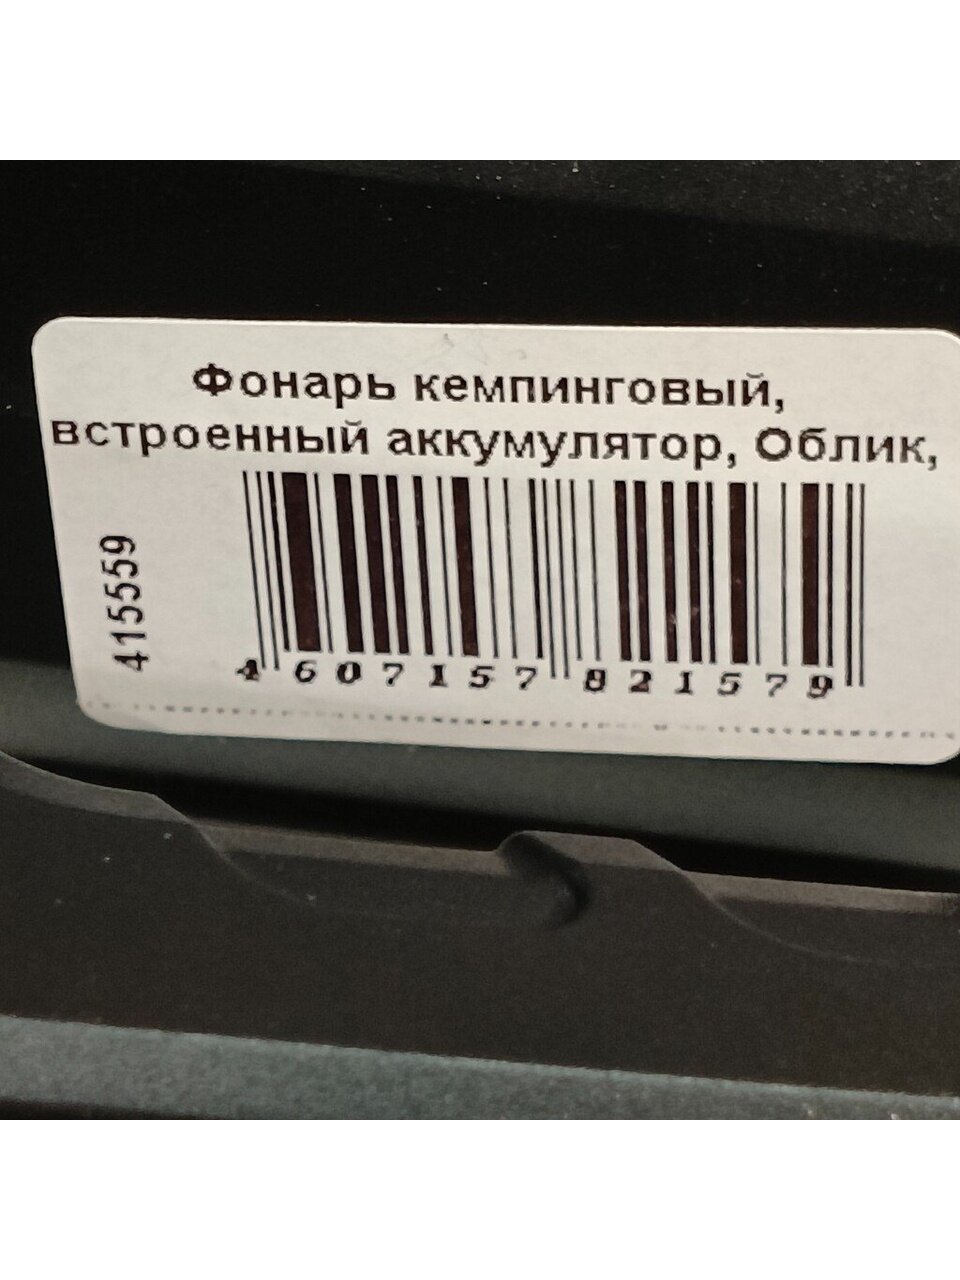 Фонарь кемпинговый,
встроенный аккумулятор, Облик,
415559
4 607157 821579